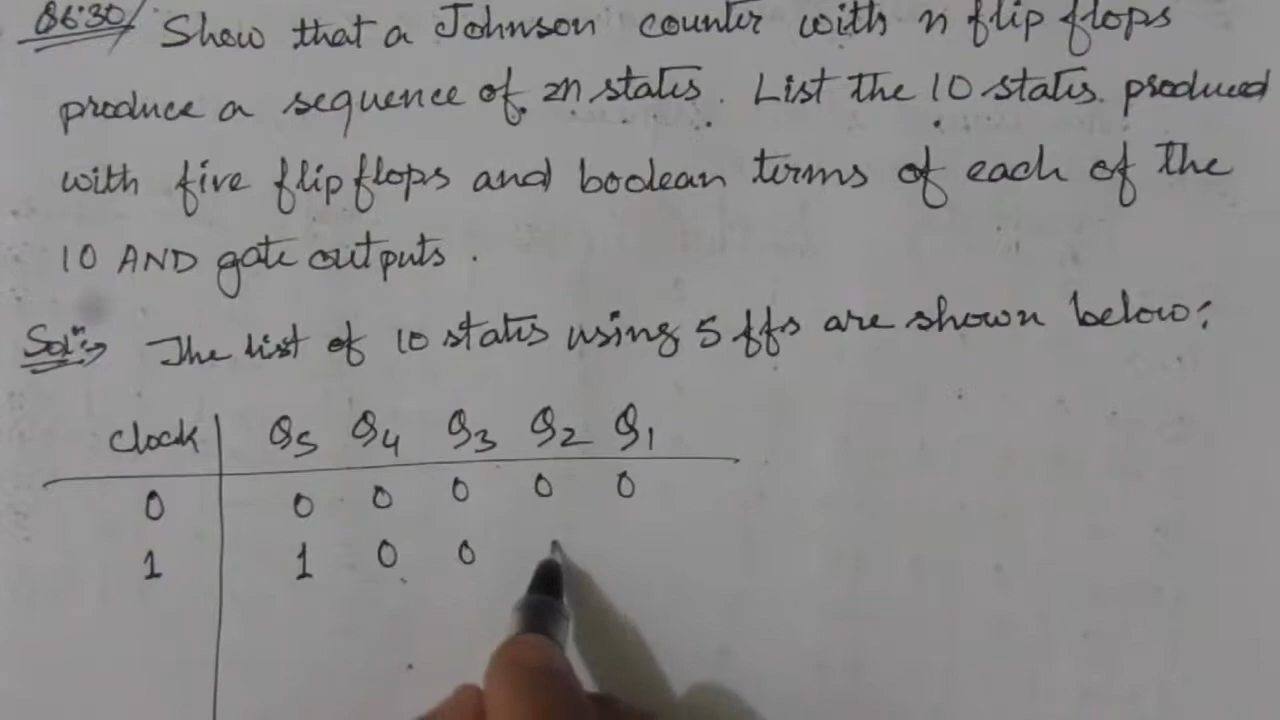 Q6.30/ Show that a Johnson counter with n flip flops
produce a sequence of 2n states. List the 10 states produced
with five flipflops and boolean terms of each of the
10 AND gate outputs.
Solⁿ:→ The list of 10 states using 5 ffs are shown below:
Clock Q5 Q4 Q3 Q2 Q1
0 0 0 0 0 0
1 1 0 0